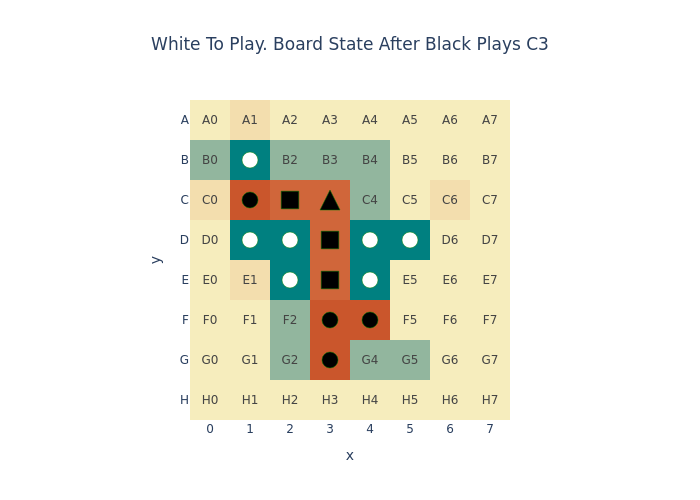 White To Play. Board State After Black Plays C3
A A0 A1 A2 A3 A4 A5 A6 A7
B B0 B2 B3 B4 B5 B6 B7
C C0 C4 C5 C6 C7
D D0 D6 D7
E E0 E1 E5 E6 E7
F F0 F1 F2 F5 F6 F7
G G0 G1 G2 G4 G5 G6 G7
H H0 H1 H2 H3 H4 H5 H6 H7
0 1 2 3 4 5 6 7
x
y